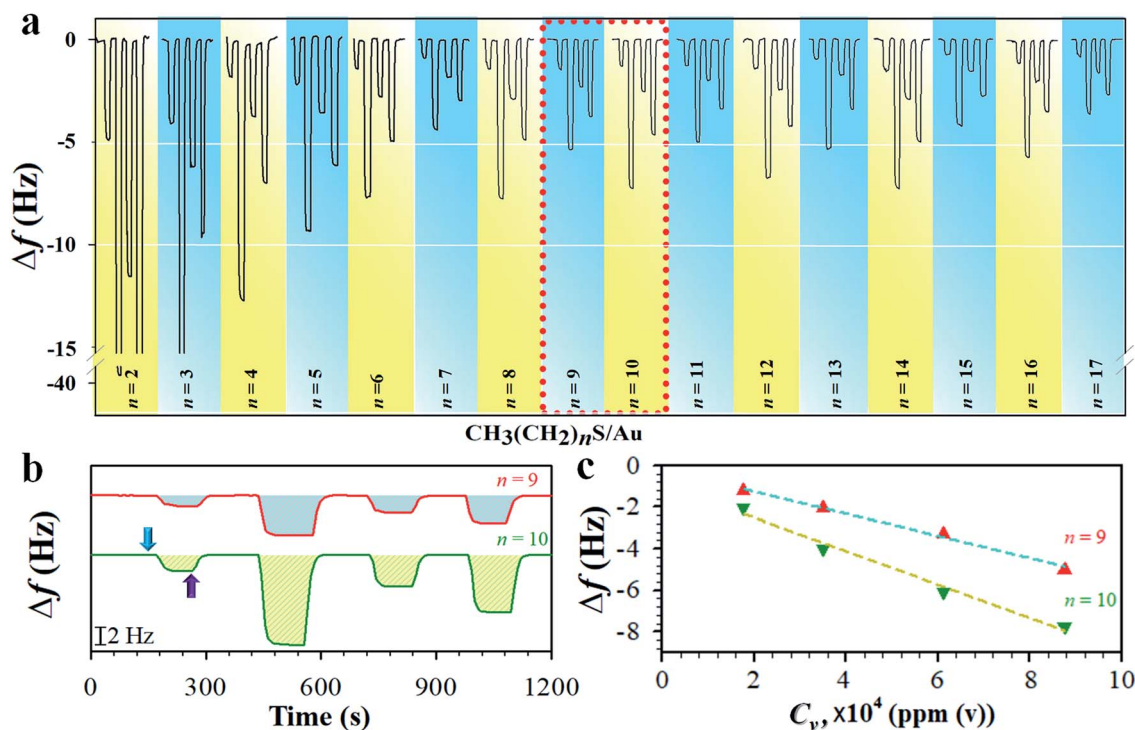 a
0
-5
-10
-15
-40
Δf (Hz)
n = 2
n = 3
n = 4
n = 5
n = 6
n = 7
n = 8
n = 9
n = 10
n = 11
n = 12
n = 13
n = 14
n = 15
n = 16
n = 17
CH3(CH2)nS/Au
b
n = 9
n = 10
Δf (Hz)
2 Hz
0 300 600 900 1200
Time (s)
c
0
-2
-4
-6
-8
Δf (Hz)
n = 9
n = 10
0 2 4 6 8 10
Cv, ×10⁴ (ppm (v))